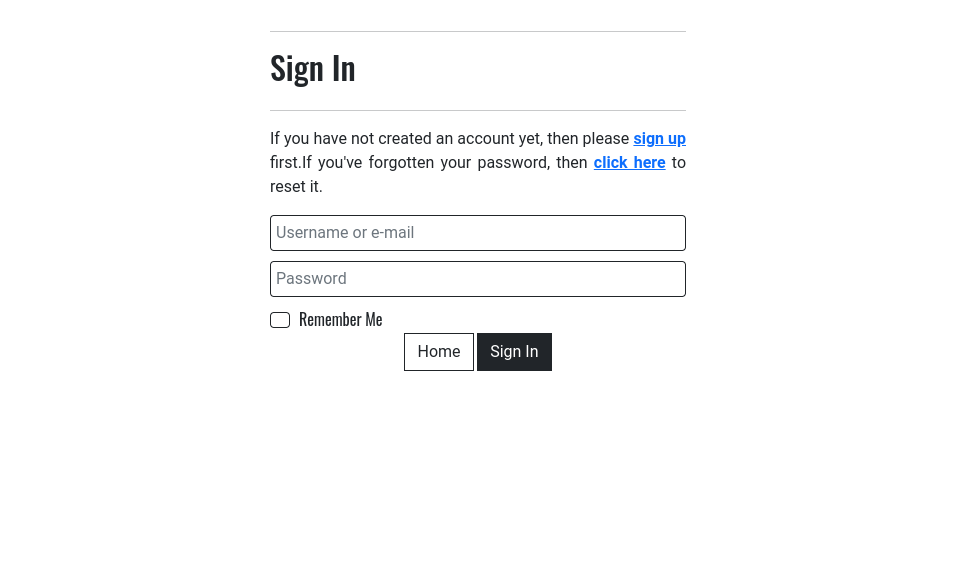 Sign In
If you have not created an account yet, then please sign up
first.If you've forgotten your password, then click here to
reset it.
Username or e-mail
Password
Remember Me
Home Sign In